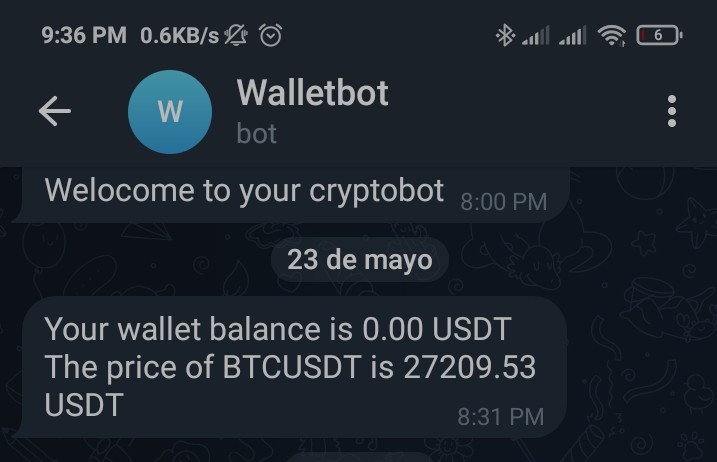 9:36 PM 0.6KB/s 6
W
Walletbot
bot
Welocome to your cryptobot 8:00 PM
23 de mayo
Your wallet balance is 0.00 USDT
The price of BTCUSDT is 27209.53
USDT 8:31 PM